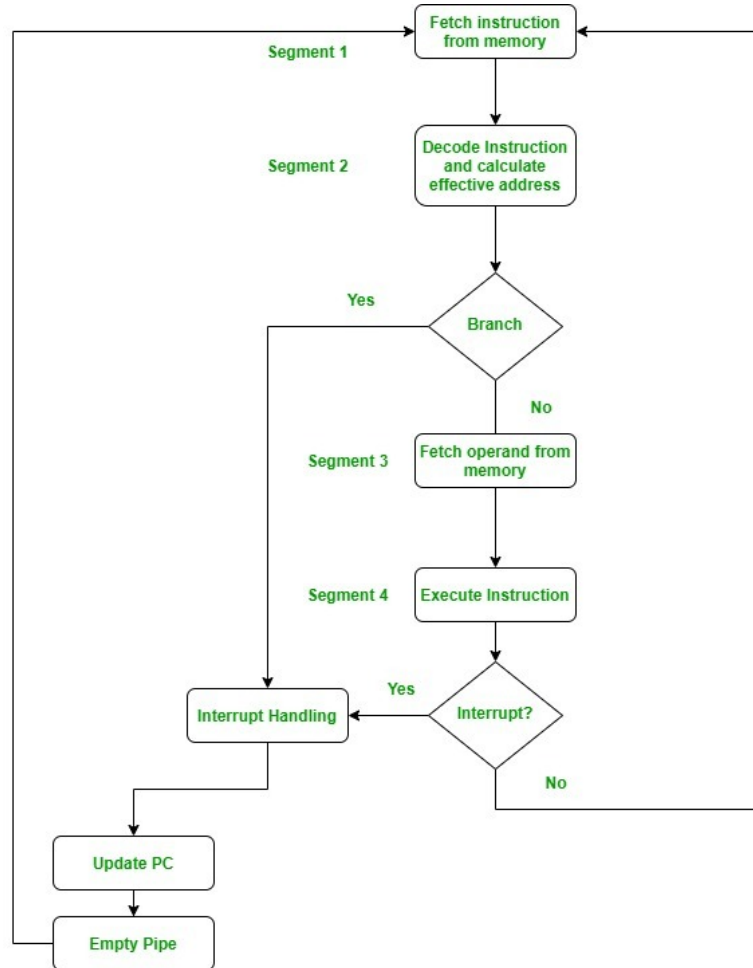 Fetch instruction
from memory
Segment 1
Decode Instruction
and calculate
effective address
Segment 2
Yes
Branch
No
Segment 3
Fetch operand from
memory
Segment 4
Execute Instruction
Yes
Interrupt Handling
Interrupt?
No
Update PC
Empty Pipe